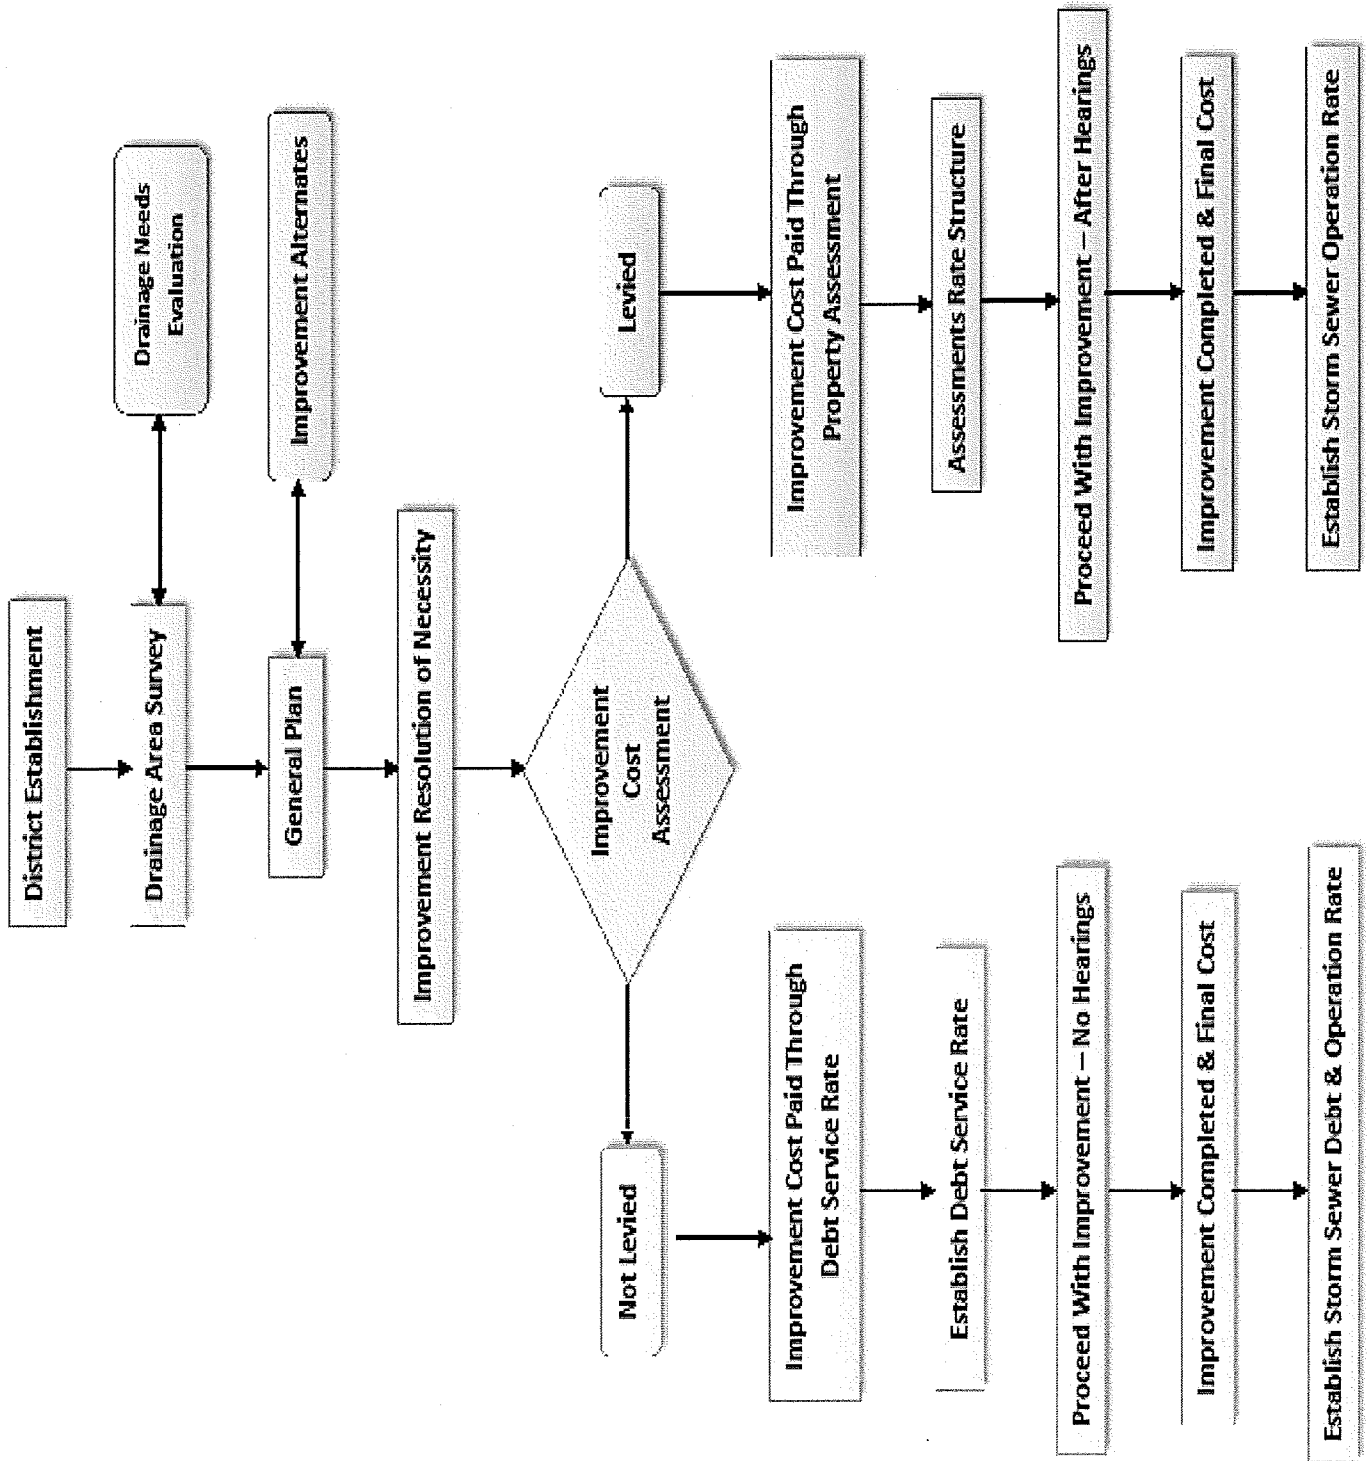 District Establishment
Drainage Area Survey
Drainage Needs
Evaluation
General Plan
Improvement Alternates
Improvement Resolution of Necessity
Improvement
Cost
Assessment
Not Levied
Levied
Improvement Cost Paid Through
Debt Service Rate
Improvement Cost Paid Through
Property Assessment
Establish Debt Service Rate
Assessments Rate Structure
Proceed With Improvement – No Hearings
Proceed With Improvement – After Hearings
Improvement Completed & Final Cost
Improvement Completed & Final Cost
Establish Storm Sewer Debt & Operation Rate
Establish Storm Sewer Operation Rate